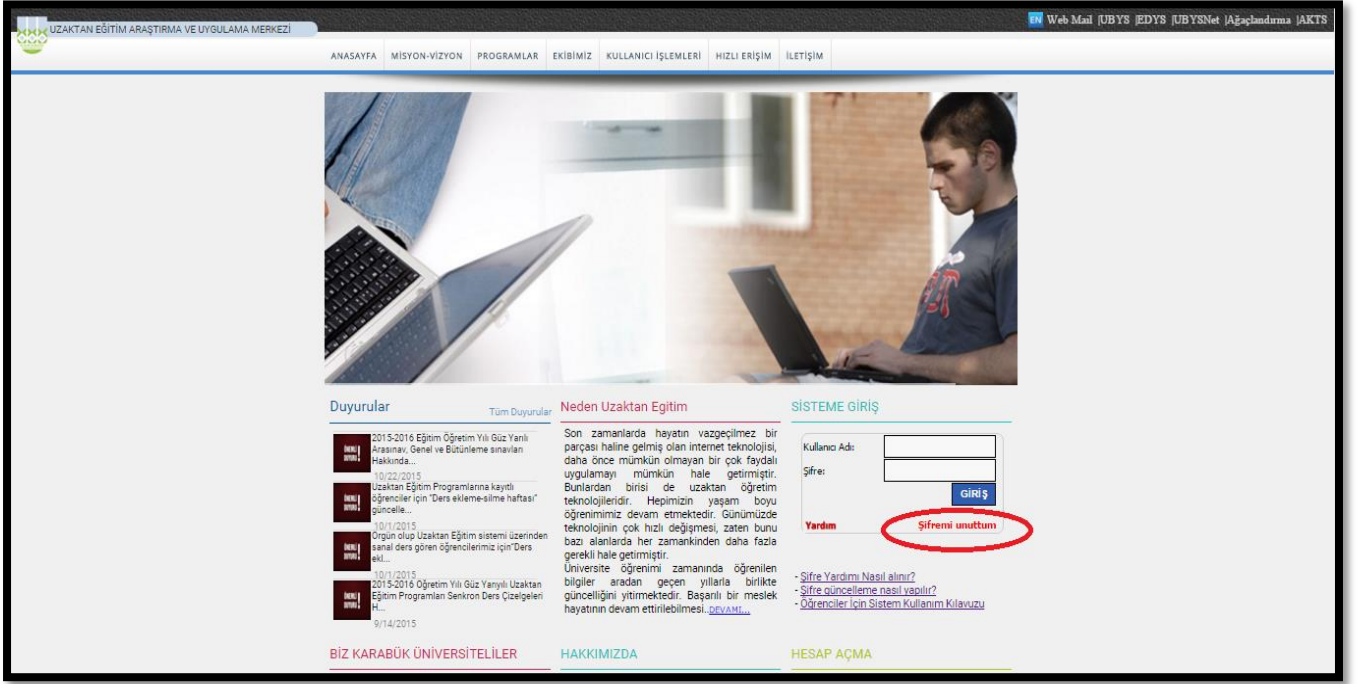 UZAKTAN EĞİTİM ARAŞTIRMA VE UYGULAMA MERKEZİ
EN Web Mail |UBYS |EDYS |UBYSNet |Ağaçlandırma |AKTS
ANASAYFA MİSYON-VİZYON PROGRAMLAR EKİBİMİZ KULLANICI İŞLEMLERİ HIZLI ERİŞİM İLETİŞİM
Duyurular
Tüm Duyurular
ÖNEMLİ DUYURU !
2015-2016 Eğitim Öğretim Yılı Güz Yarılı
Arasınav, Genel ve Bütünleme sınavları
Hakkında...
10/22/2015
ÖNEMLİ DUYURU !
Uzaktan Eğitim Programlarına kayıtlı
öğrenciler için "Ders ekleme-silme haftası"
güncelle...
10/1/2015
ÖNEMLİ DUYURU !
Örgün olup Uzaktan Eğitim sistemi üzerinden
sanal ders gören öğrencilerimiz için"Ders
ekl...
10/1/2015
ÖNEMLİ DUYURU !
2015-2016 Öğretim Yılı Güz Yarıyılı Uzaktan
Eğitim Programları Senkron Ders Çizelgeleri
H...
9/14/2015
Neden Uzaktan Egitim
Son zamanlarda hayatın vazgeçilmez bir
parçası haline gelmiş olan internet teknolojisi,
daha önce mümkün olmayan bir çok faydalı
uygulamayı mümkün hale getirmiştir.
Bunlardan birisi de uzaktan öğretim
teknolojileridir. Hepimizin yaşam boyu
öğrenimimiz devam etmektedir. Günümüzde
teknolojinin çok hızlı değişmesi, zaten bunu
bazı alanlarda her zamankinden daha fazla
gerekli hale getirmiştir.
Üniversite öğrenimi zamanında öğrenilen
bilgiler aradan geçen yıllarla birlikte
güncelliğini yitirmektedir. Başarılı bir meslek
hayatının devam ettirilebilmesi..DEVAMI...
SİSTEME GİRİŞ
Kullanıcı Adı:
Şifre:
GİRİŞ
Yardım Şifremi unuttum
- Şifre Yardımı Nasıl alınır?
- Şifre güncelleme nasıl yapılır?
- Öğrenciler İçin Sistem Kullanım Kılavuzu
BİZ KARABÜK ÜNİVERSİTELİLER
HAKKIMIZDA
HESAP AÇMA